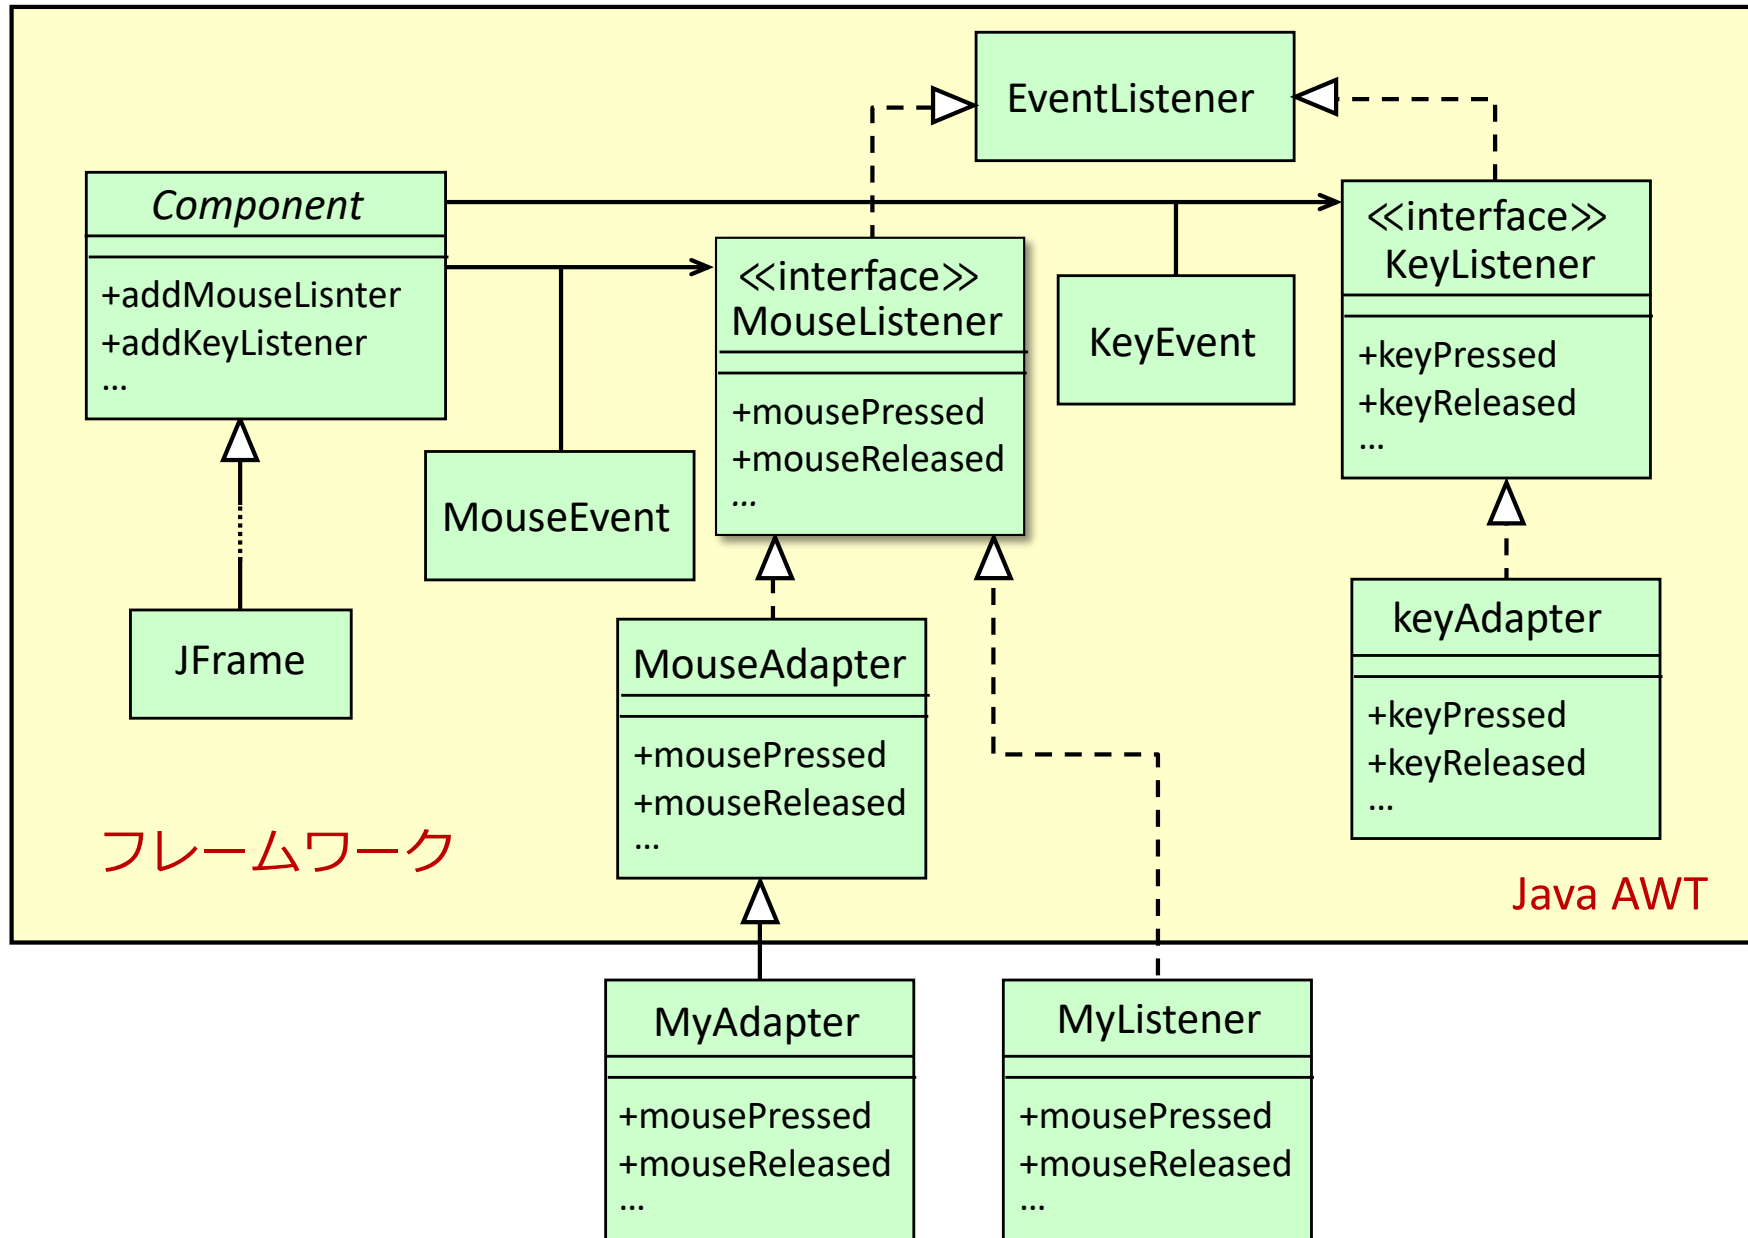 EventListener
Component
+addMouseLisnter
+addKeyListener
...
≪interface≫
MouseListener
+mousePressed
+mouseReleased
...
KeyEvent
≪interface≫
KeyListener
+keyPressed
+keyReleased
...
MouseEvent
JFrame
MouseAdapter
+mousePressed
+mouseReleased
...
keyAdapter
+keyPressed
+keyReleased
...
フレームワーク
Java AWT
MyAdapter
+mousePressed
+mouseReleased
...
MyListener
+mousePressed
+mouseReleased
...